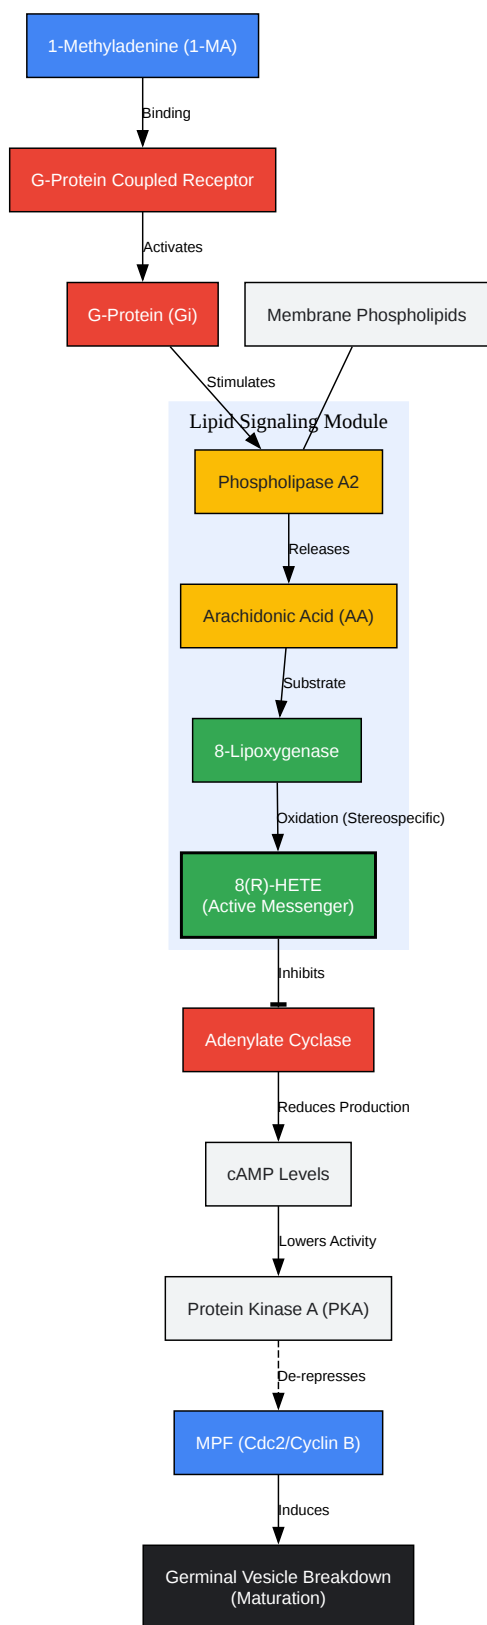 1-Methyladenine (1-MA)
Binding
G-Protein Coupled Receptor
Activates
G-Protein (Gi)
Membrane Phospholipids
Stimulates
Lipid Signaling Module
Phospholipase A2
Releases
Arachidonic Acid (AA)
Substrate
8-Lipoxygenase
Oxidation (Stereospecific)
8(R)-HETE
(Active Messenger)
Inhibits
Adenylate Cyclase
Reduces Production
cAMP Levels
Lowers Activity
Protein Kinase A (PKA)
De-represses
MPF (Cdc2/Cyclin B)
Induces
Germinal Vesicle Breakdown
(Maturation)